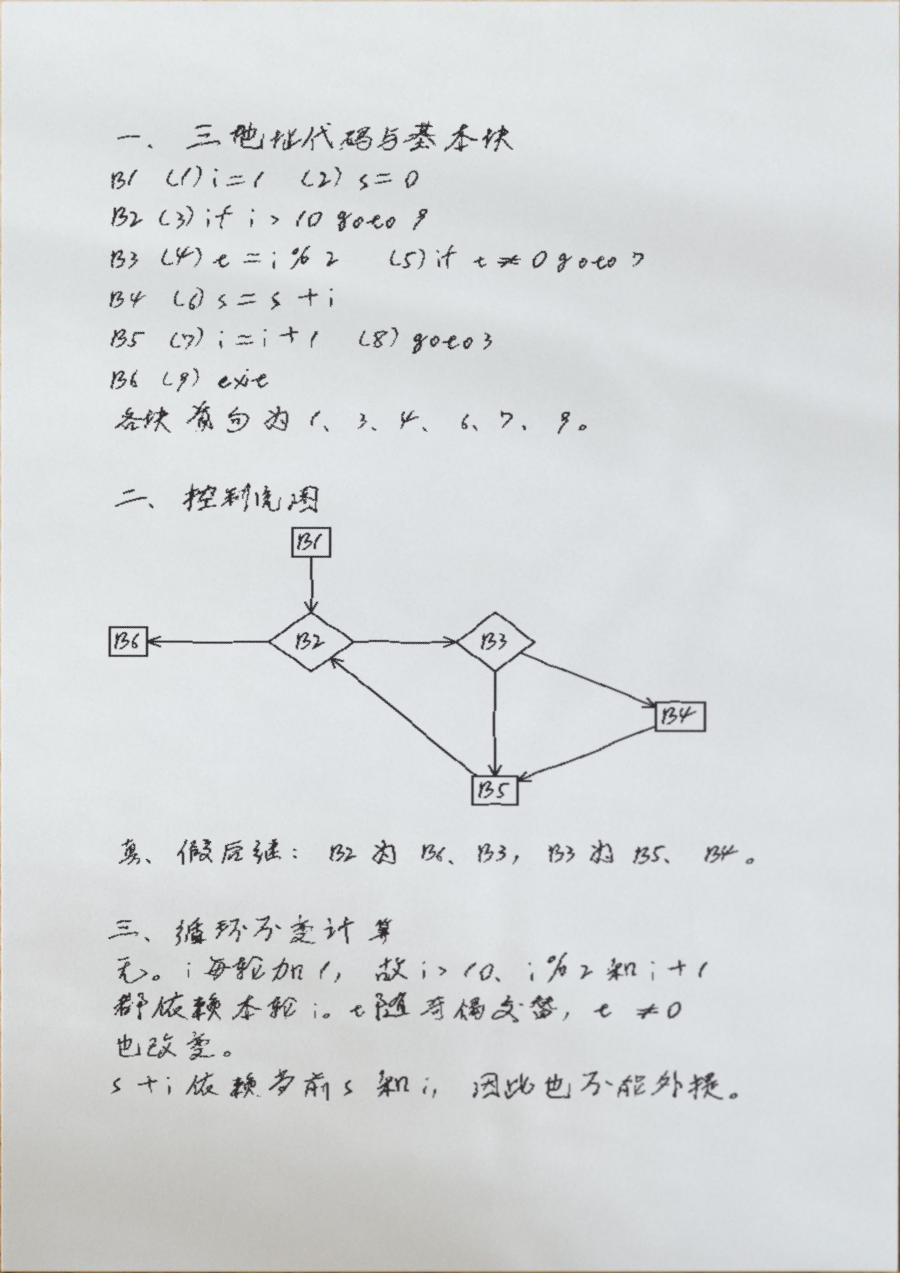 一、三地址代码与基本块
B1 (1) i = 1 (2) s = 0
B2 (3) if i > 10 goto 9
B3 (4) t = i % 2 (5) if t ≠ 0 goto 7
B4 (6) s = s + i
B5 (7) i = i + 1 (8) goto 3
B6 (9) exit
各块首句为 1、3、4、6、7、9。
二、控制流图
B1
B6 B2 B3
B4
B5
真、假后继: B2 为 B6、B3, B3 为 B5、B4。
三、循环不变计算
无。i 每轮加 1, 故 i > 10、i % 2 和 i + 1
都依赖本轮 i。t 随奇偶交替, t ≠ 0
也改变。
s + i 依赖当前 s 和 i, 因此也不能外提。